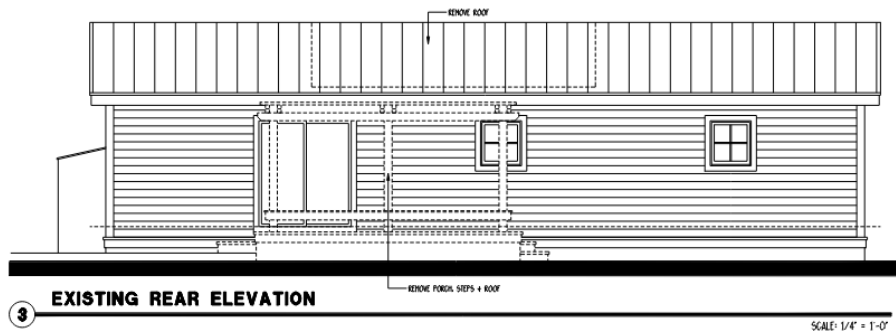 REMOVE ROOF
REMOVE PORCH, STEPS + ROOF
EXISTING REAR ELEVATION
3
SCALE: 1/4" = 1'-0"